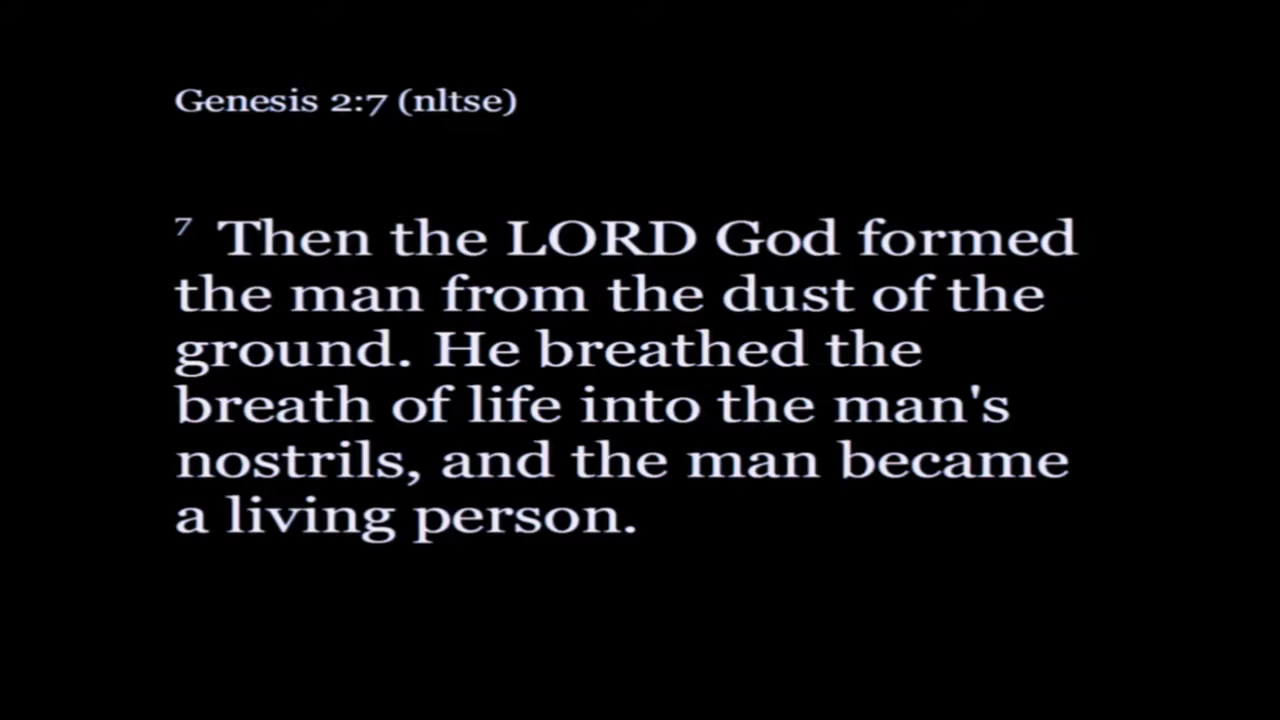 Genesis 2:7 (nltse)
7 Then the LORD God formed
the man from the dust of the
ground. He breathed the
breath of life into the man's
nostrils, and the man became
a living person.